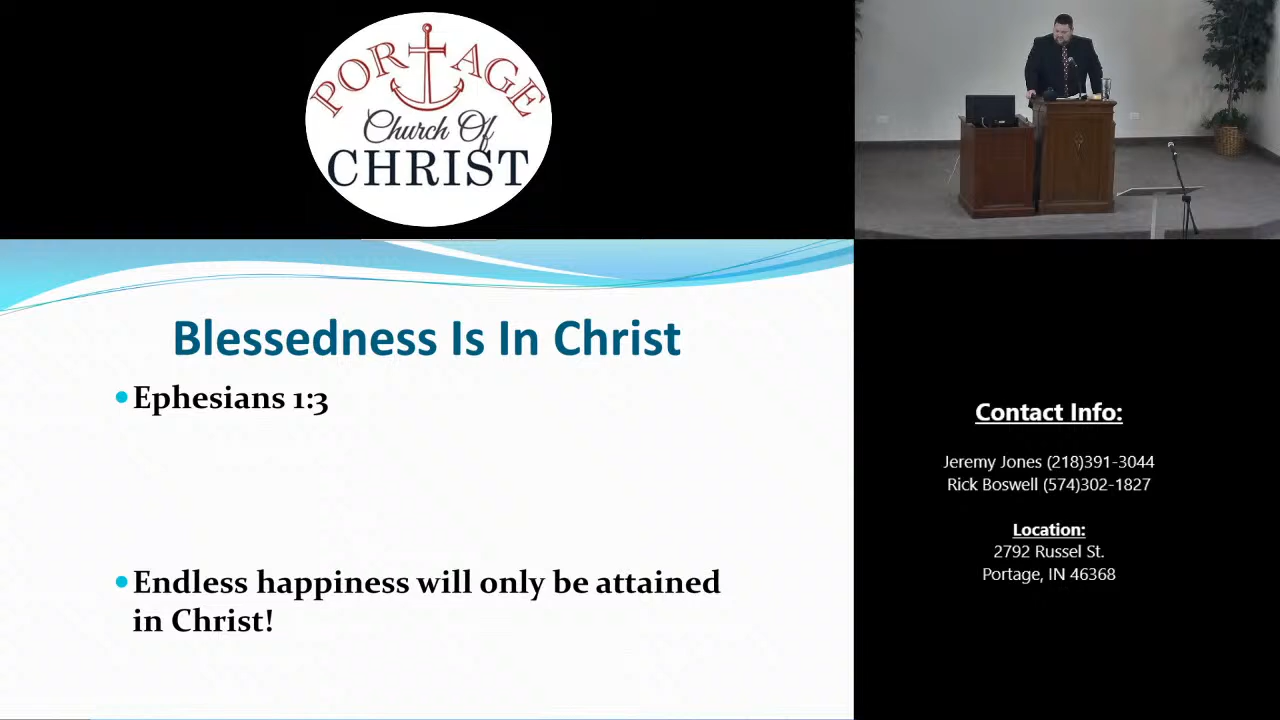 PORTAGE
Church Of
CHRIST
Blessedness Is In Christ
•Ephesians 1:3
•Endless happiness will only be attained
in Christ!
Contact Info:
Jeremy Jones (218)391-3044
Rick Boswell (574)302-1827
Location:
2792 Russel St.
Portage, IN 46368